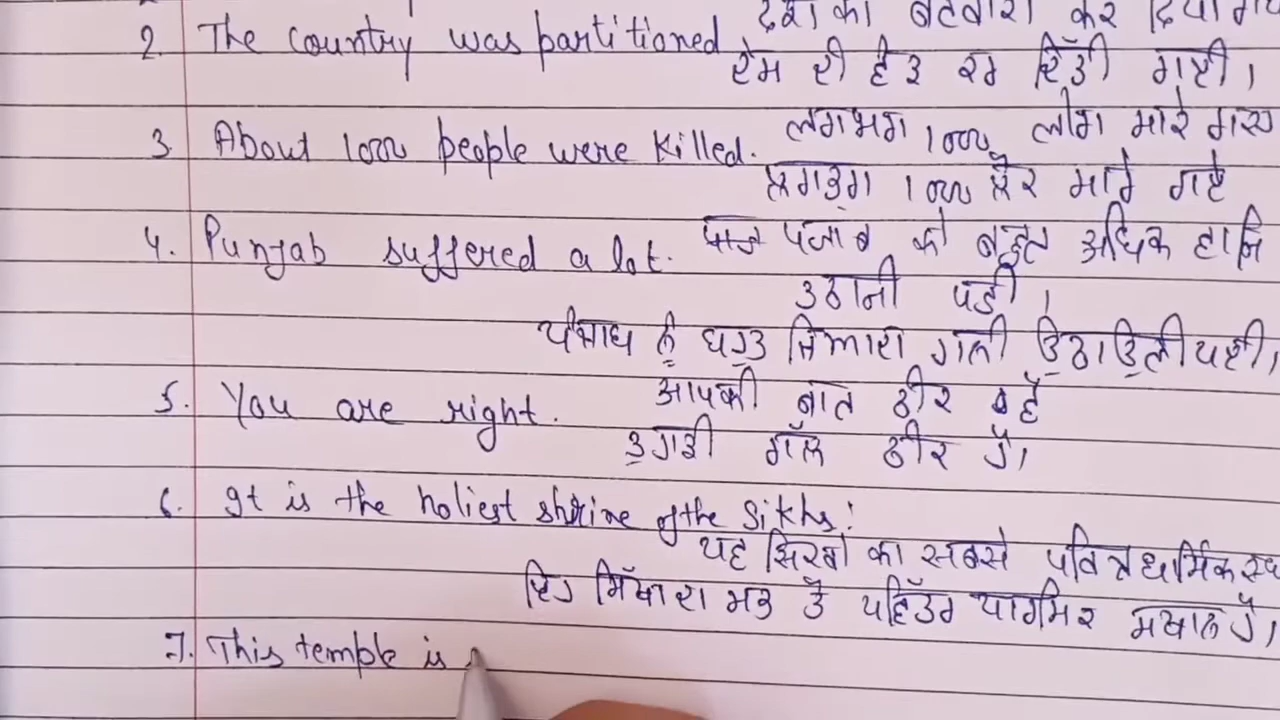 देश का बटवारा कर दिया
2. The country was partitioned
ਦੇਸ਼ ਦੀ ਵੰਡ ਕਰ ਦਿੱਤੀ ਗਈ।
3. About 1000 people were killed. लगभग 1000 लोग मारे गए
ਲਗਭਗ 1000 ਲੋਕ ਮਾਰੇ ਗਏ
4. Punjab suffered a lot. पंजाब को बहुत अधिक हानि
उठानी पड़ी।
ਪੰਜਾਬ ਨੂੰ ਬਹੁਤ ਜਿਆਦਾ ਹਾਨੀ ਉਠਾਉਣੀ ਪਈ।
5. You are right. आपकी बात ठीक है
ਤੁਹਾਡੀ ਗੱਲ ਠੀਕ ਹੈ।
6. It is the holiest shrine of the Sikhs.
यह सिखों का सबसे पवित्र धार्मिक
ਇਹ ਸਿੱਖਾਂ ਦਾ ਸਭ ਤੋਂ ਪਵਿੱਤਰ ਧਾਰਮਿਕ ਸਥਾਨ ਹੈ।
7. This temple is